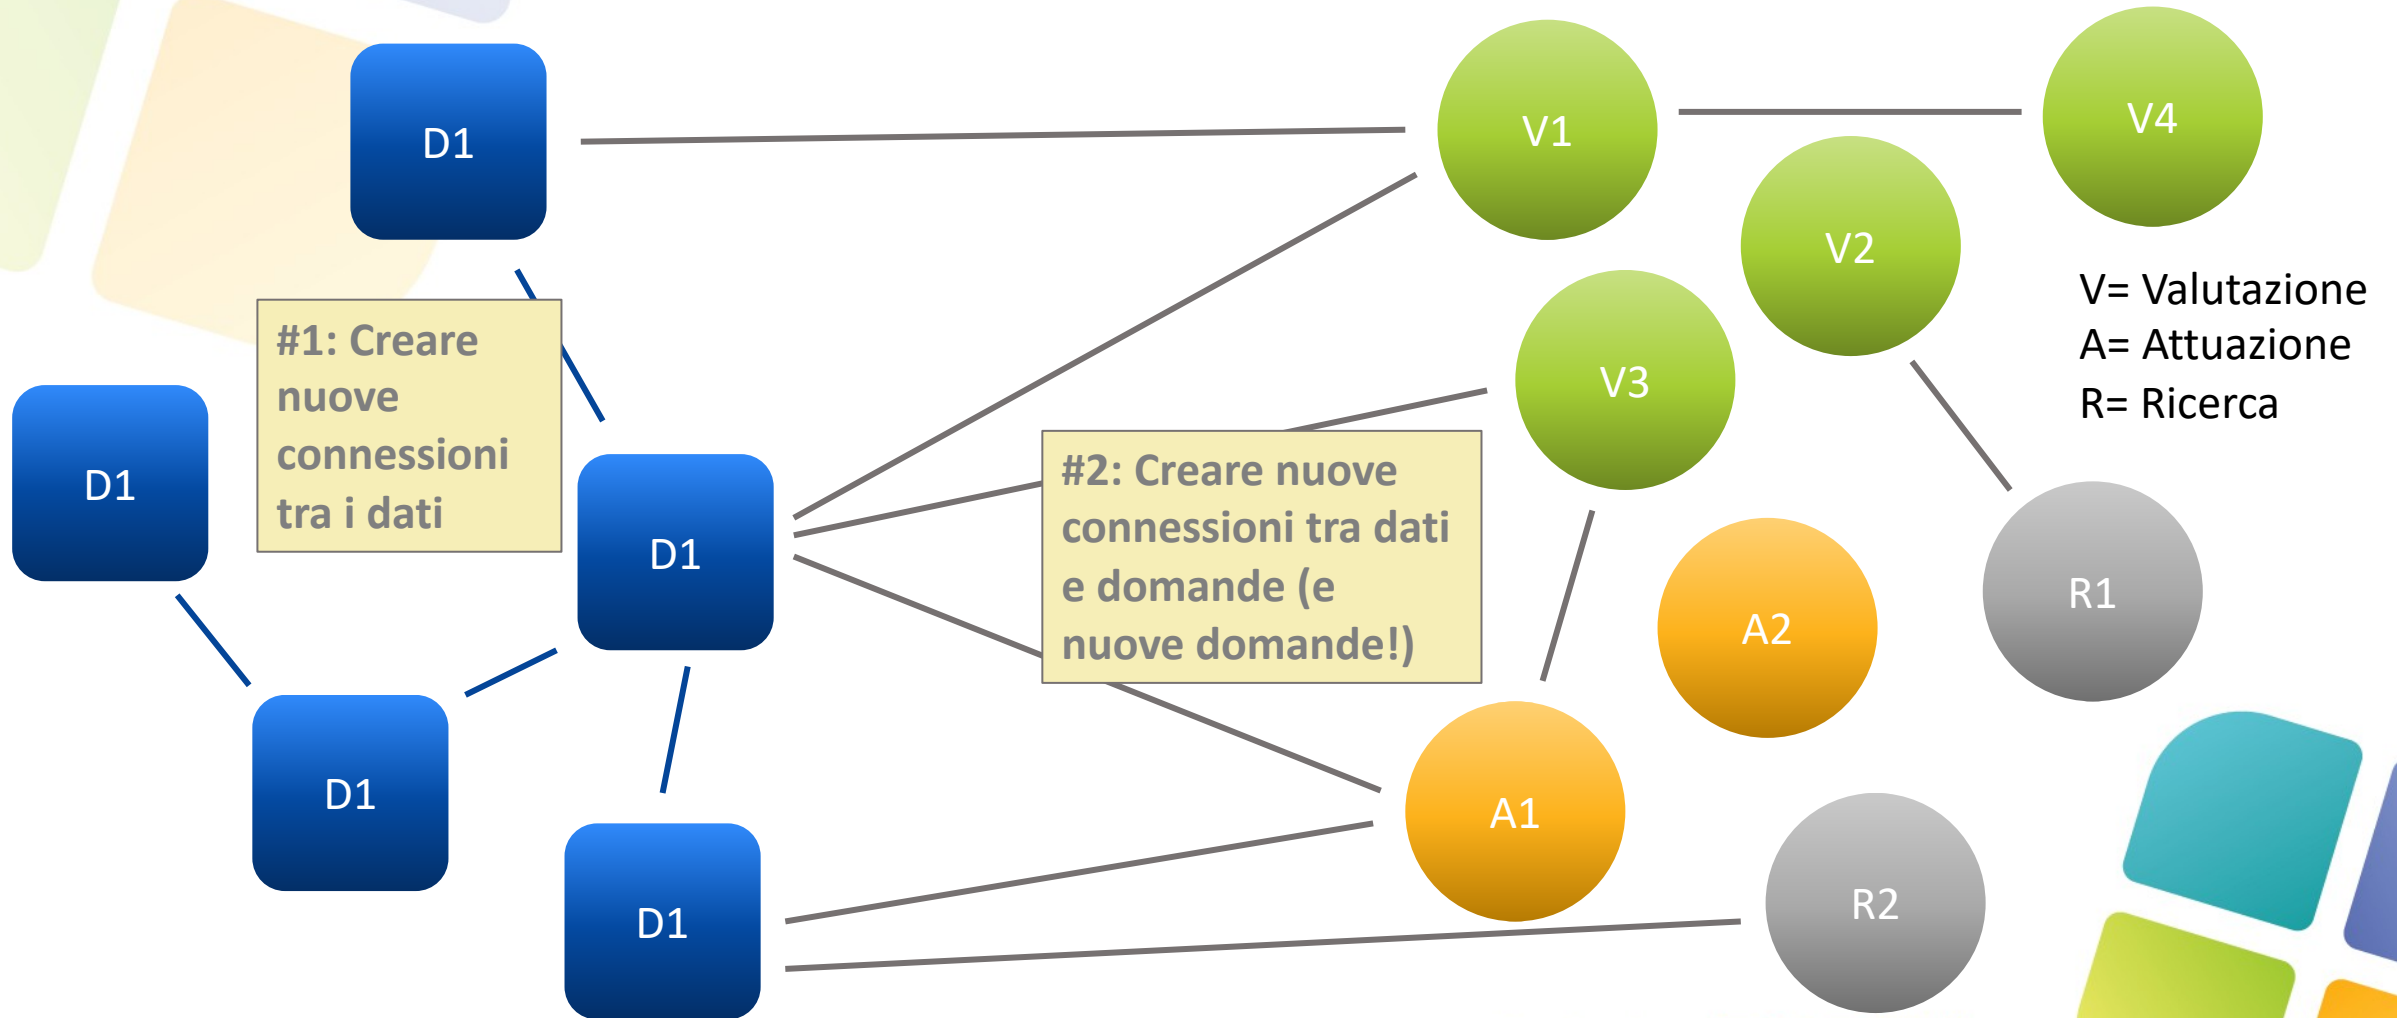 D1
V1
V4
V2
V= Valutazione
A= Attuazione
R= Ricerca
#1: Creare
nuove
connessioni
tra i dati
V3
D1
#2: Creare nuove
connessioni tra dati
e domande (e
nuove domande!)
D1
R1
A2
D1
A1
R2
D1